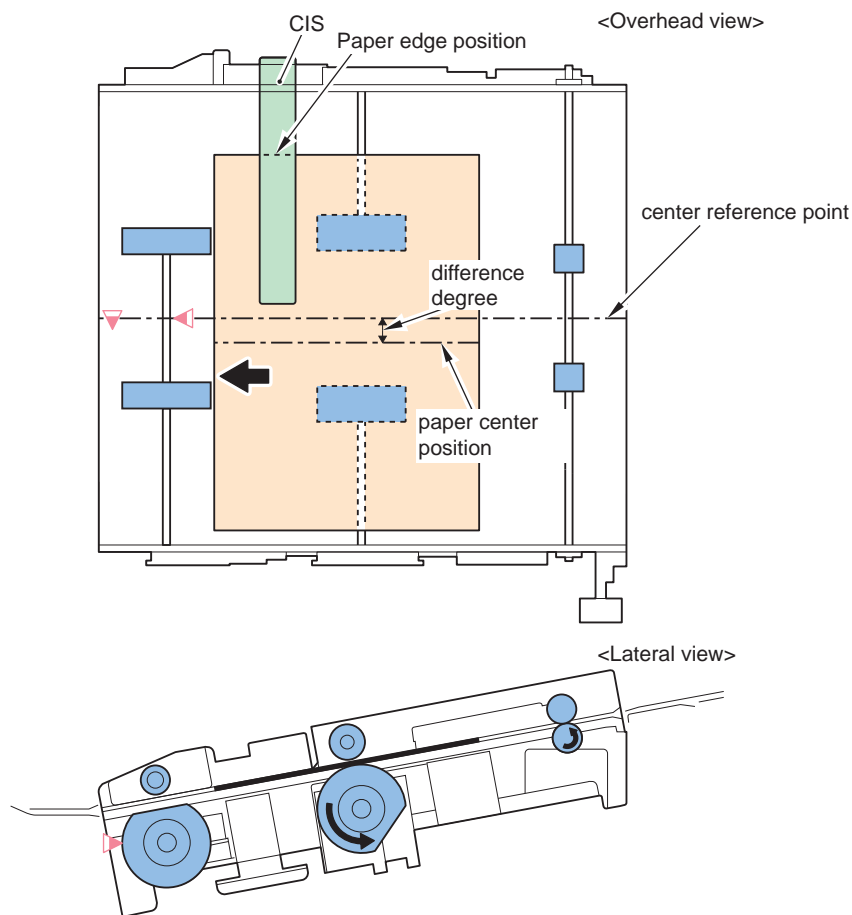 <Overhead view>
CIS
Paper edge position
center reference point
difference
degree
paper center
position
<Lateral view>